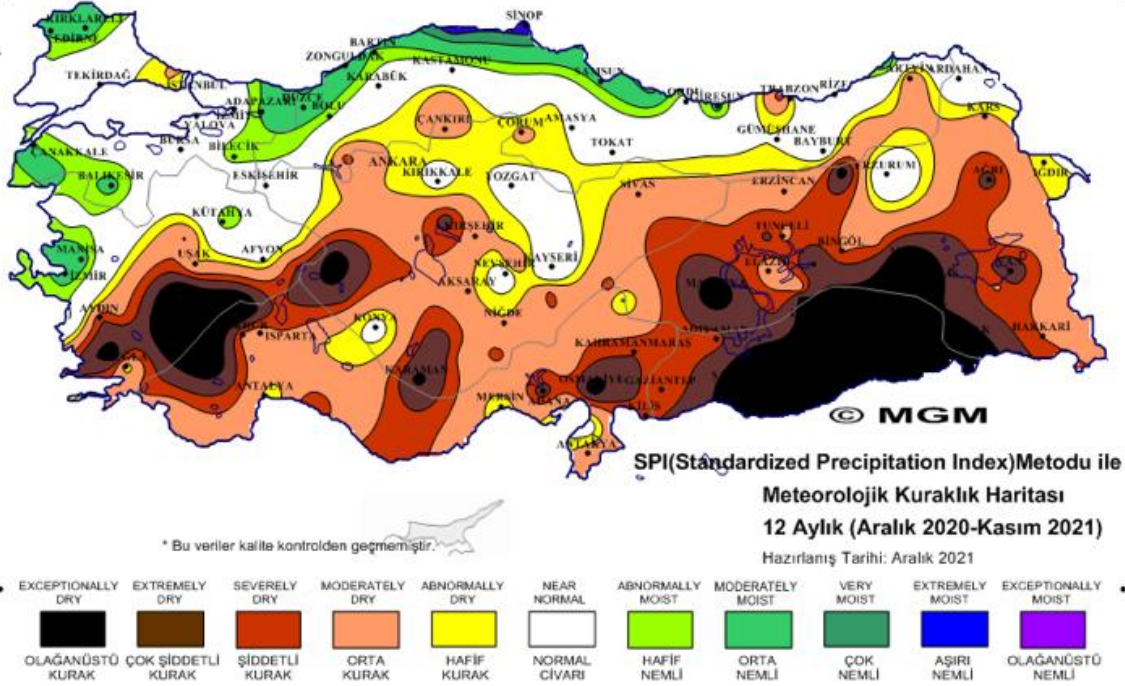 SİNOP
KIRKLARELİ
EDİRNE
BARTIN
ZONGULDAK
KASTAMONU
TEKİRDAĞ
İSTANBUL
KARABÜK
SAMSUN
ARTVİN
ARDAHAN
ADAPAZARI
DÜZCE
BOLU
ORDU
GİRESUN
TRABZON
RİZE
İZMİT
YALOVA
ÇANKIRI
ÇORUM
AMASYA
KARS
BURSA
BİLECİK
GÜMÜŞHANE
BAYBURT
ÇANAKKALE
ANKARA
TOKAT
BALIKESİR
ESKİŞEHİR
KIRIKKALE
YOZGAT
SİVAS
ERZİNCAN
ERZURUM
AĞRI
IĞDIR
KÜTAHYA
KIRŞEHİR
TUNCELİ
MANİSA
UŞAK
AFYON
NEVŞEHİR
KAYSERİ
BİNGÖL
İZMİR
AKSARAY
ELAZIĞ
VAN
AYDIN
KONYA
NİĞDE
ISPARTA
ADIYAMAN
HAKKARİ
KAHRAMANMARAŞ
KARAMAN
ANTALYA
OSMANİYE
GAZİANTEP
MERSİN
ADANA
KİLİS
© MGM
ANTAKYA
SPI(Standardized Precipitation Index)Metodu ile
Meteorolojik Kuraklık Haritası
12 Aylık (Aralık 2020-Kasım 2021)
Hazırlanış Tarihi: Aralık 2021
* Bu veriler kalite kontrolden geçmemiştir.
EXCEPTIONALLY DRY
EXTREMELY DRY
SEVERELY DRY
MODERATELY DRY
ABNORMALLY DRY
NEAR NORMAL
ABNORMALLY MOIST
MODERATELY MOIST
VERY MOIST
EXTREMELY MOIST
EXCEPTIONALLY MOIST
OLAĞANÜSTÜ KURAK
ÇOK ŞİDDETLİ KURAK
ŞİDDETLİ KURAK
ORTA KURAK
HAFİF KURAK
NORMAL CİVARI
HAFİF NEMLİ
ORTA NEMLİ
ÇOK NEMLİ
AŞIRI NEMLİ
OLAĞANÜSTÜ NEMLİ